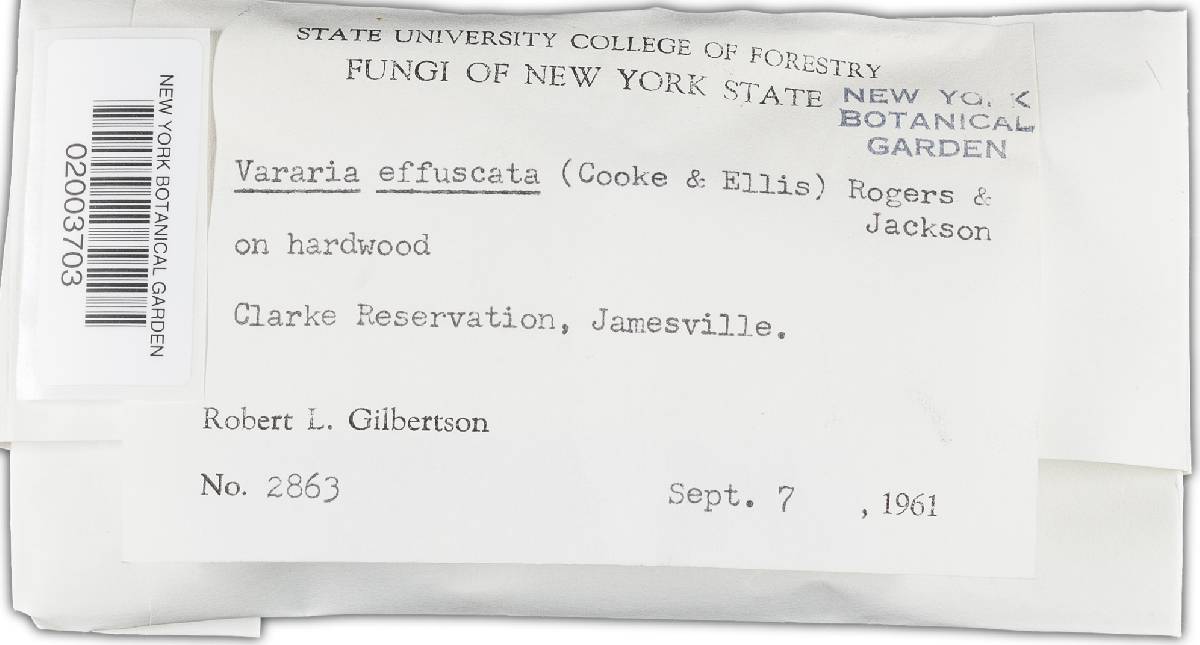 STATE UNIVERSITY COLLEGE OF FORESTRY
FUNGI OF NEW YORK STATE
NEW YO. K
BOTANICAL
GARDEN
Vararia effuscata (Cooke & Ellis) Rogers &
Jackson
on hardwood
Clarke Reservation, Jamesville.
Robert L. Gilbertson
No. 2863
Sept. 7 , 1961
NEW YORK BOTANICAL GARDEN
02003703